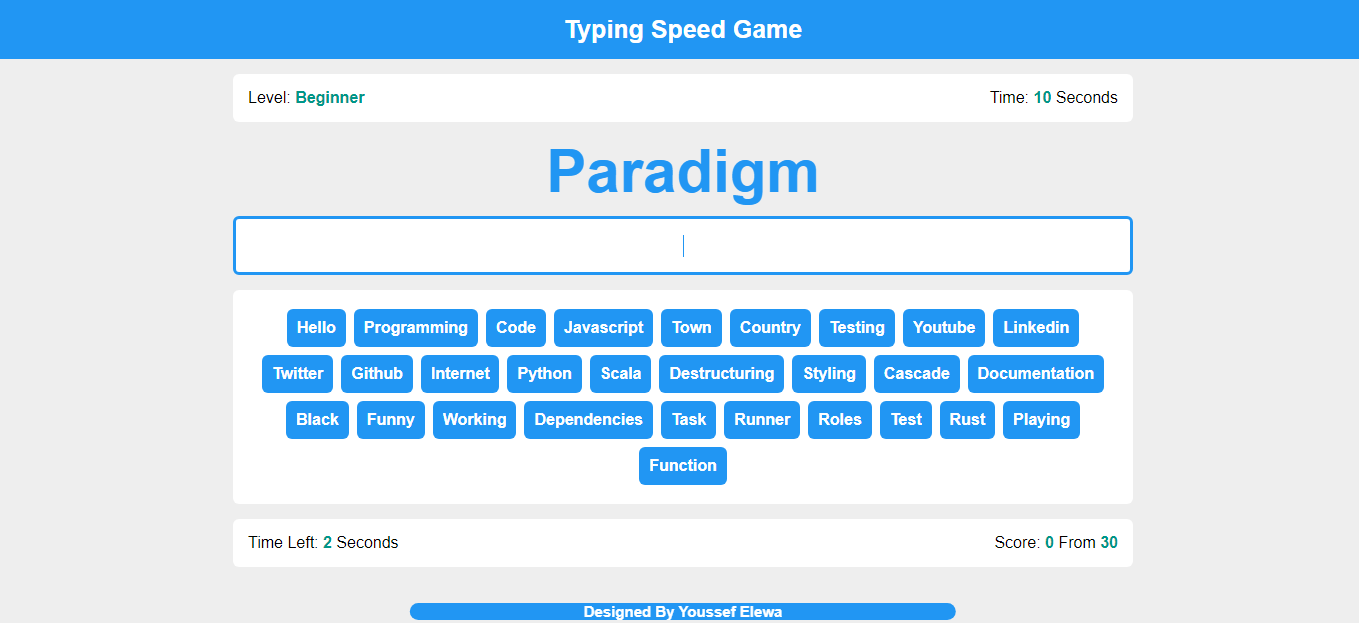 Typing Speed Game
Level: Beginner
Time: 10 Seconds
Paradigm
Hello Programming Code Javascript Town Country Testing Youtube Linkedin
Twitter Github Internet Python Scala Destructuring Styling Cascade Documentation
Black Funny Working Dependencies Task Runner Roles Test Rust Playing
Function
Time Left: 2 Seconds
Score: 0 From 30
Designed By Youssef Elewa